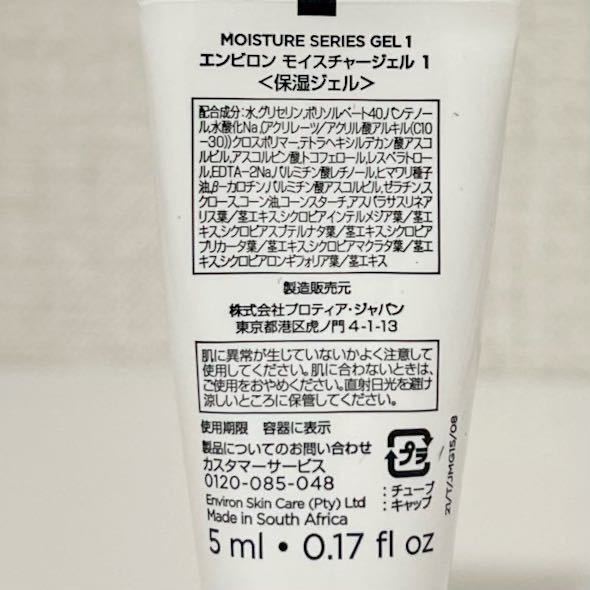 MOISTURE SERIES GEL 1
エンビロン モイスチャージェル 1
＜保湿ジェル＞
配合成分：水,グリセリン,ポリソルベート40,パンテノー
ル,水酸化Na,(アクリレーツ/アクリル酸アルキル(C10
-30))クロスポリマー,テトラヘキシルデカン酸アスコ
ルビル,アスコルビン酸,トコフェロール,レスベラトロ
ール,EDTA-2Na,パルミチン酸レチノール,ヒマワリ種子
油,β-カロチン,パルミチン酸アスコルビル,ゼラチン,ス
クロース,コーン油,コーンスターチ,アスパラサスリネア
リス葉/茎エキス,シクロピアインテルメジア葉/茎エ
キス,シクロピアスブテルナタ葉/茎エキス,シクロピア
プリカータ葉/茎エキス,シクロピアマクラタ葉/茎エ
キス,シクロピアロンギフォリア葉/茎エキス
製造販売元
株式会社プロティア・ジャパン
東京都港区虎ノ門4-1-13
肌に異常が生じていないかよく注意して
使用してください。肌に合わないときは、
ご使用をおやめください。直射日光を避け
涼しいところに保管してください。
使用期限 容器に表示
製品についてのお問い合わせ
カスタマーサービス
0120-085-048
プラ
：チューブ
：キャップ
Environ Skin Care (Pty) Ltd
Made in South Africa
21/T/JMG15/08
5 ml • 0.17 fl oz